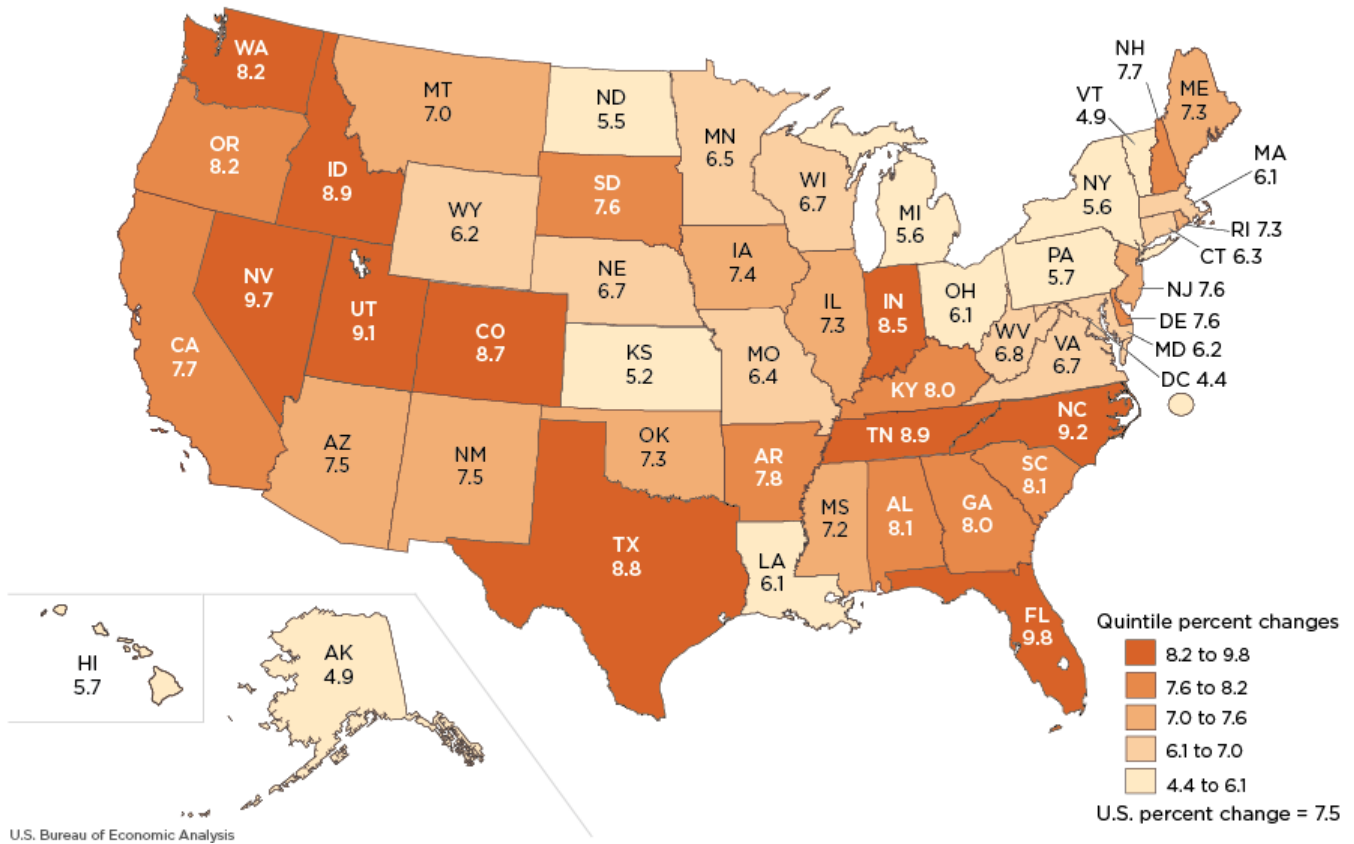 WA
8.2
MT
7.0
ND
5.5
MN
6.5
NH
7.7
VT
4.9
ME
7.3
OR
8.2
ID
8.9
SD
7.6
WI
6.7
MI
5.6
NY
5.6
MA
6.1
WY
6.2
RI 7.3
CT 6.3
NV
9.7
UT
9.1
CO
8.7
NE
6.7
IA
7.4
IL
7.3
IN
8.5
OH
6.1
PA
5.7
NJ 7.6
DE 7.6
MD 6.2
DC 4.4
WV
6.8
VA
6.7
CA
7.7
KS
5.2
MO
6.4
KY 8.0
AZ
7.5
NM
7.5
OK
7.3
AR
7.8
TN 8.9
NC
9.2
SC
8.1
MS
7.2
AL
8.1
GA
8.0
TX
8.8
LA
6.1
FL
9.8
HI
5.7
AK
4.9
Quintile percent changes
8.2 to 9.8
7.6 to 8.2
7.0 to 7.6
6.1 to 7.0
4.4 to 6.1
U.S. percent change = 7.5
U.S. Bureau of Economic Analysis